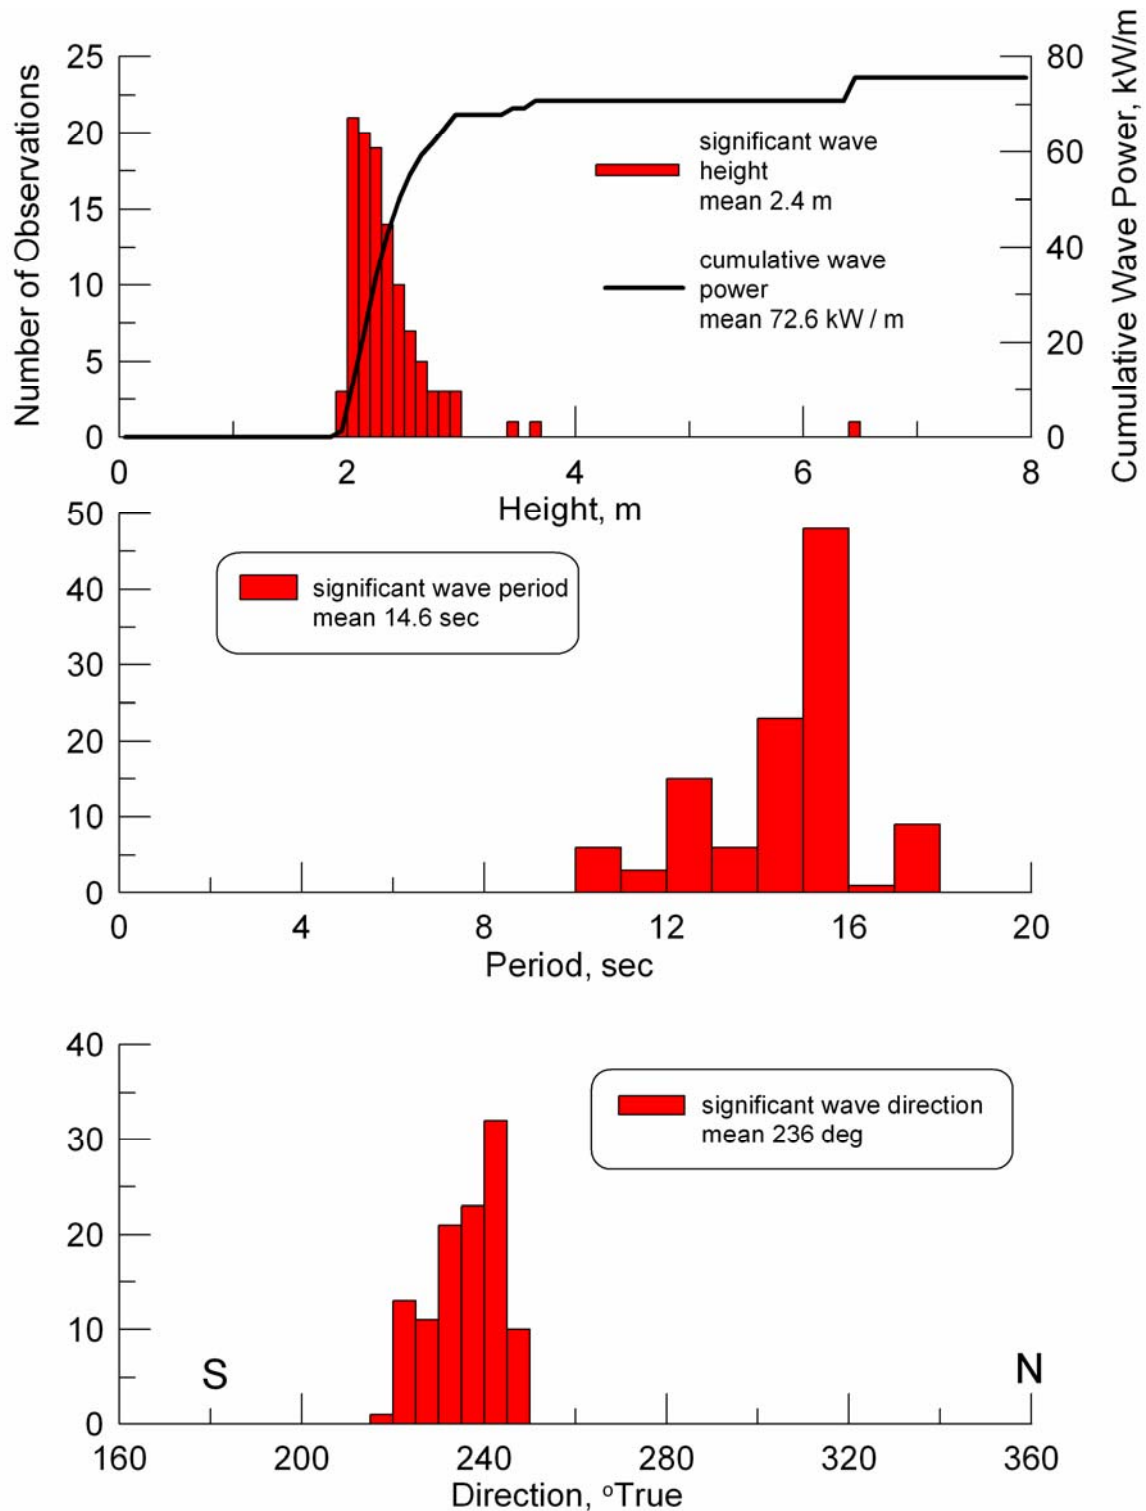 Number of Observations
25
20
15
10
5
0
Cumulative Wave Power, kW/m
80
60
40
20
0
significant wave
height
mean 2.4 m
cumulative wave
power
mean 72.6 kW / m
0 2 4 6 8
Height, m
50
40
30
20
10
0
significant wave period
mean 14.6 sec
0 4 8 12 16 20
Period, sec
40
30
20
10
0
significant wave direction
mean 236 deg
S N
160 200 240 280 320 360
Direction, ᵒTrue